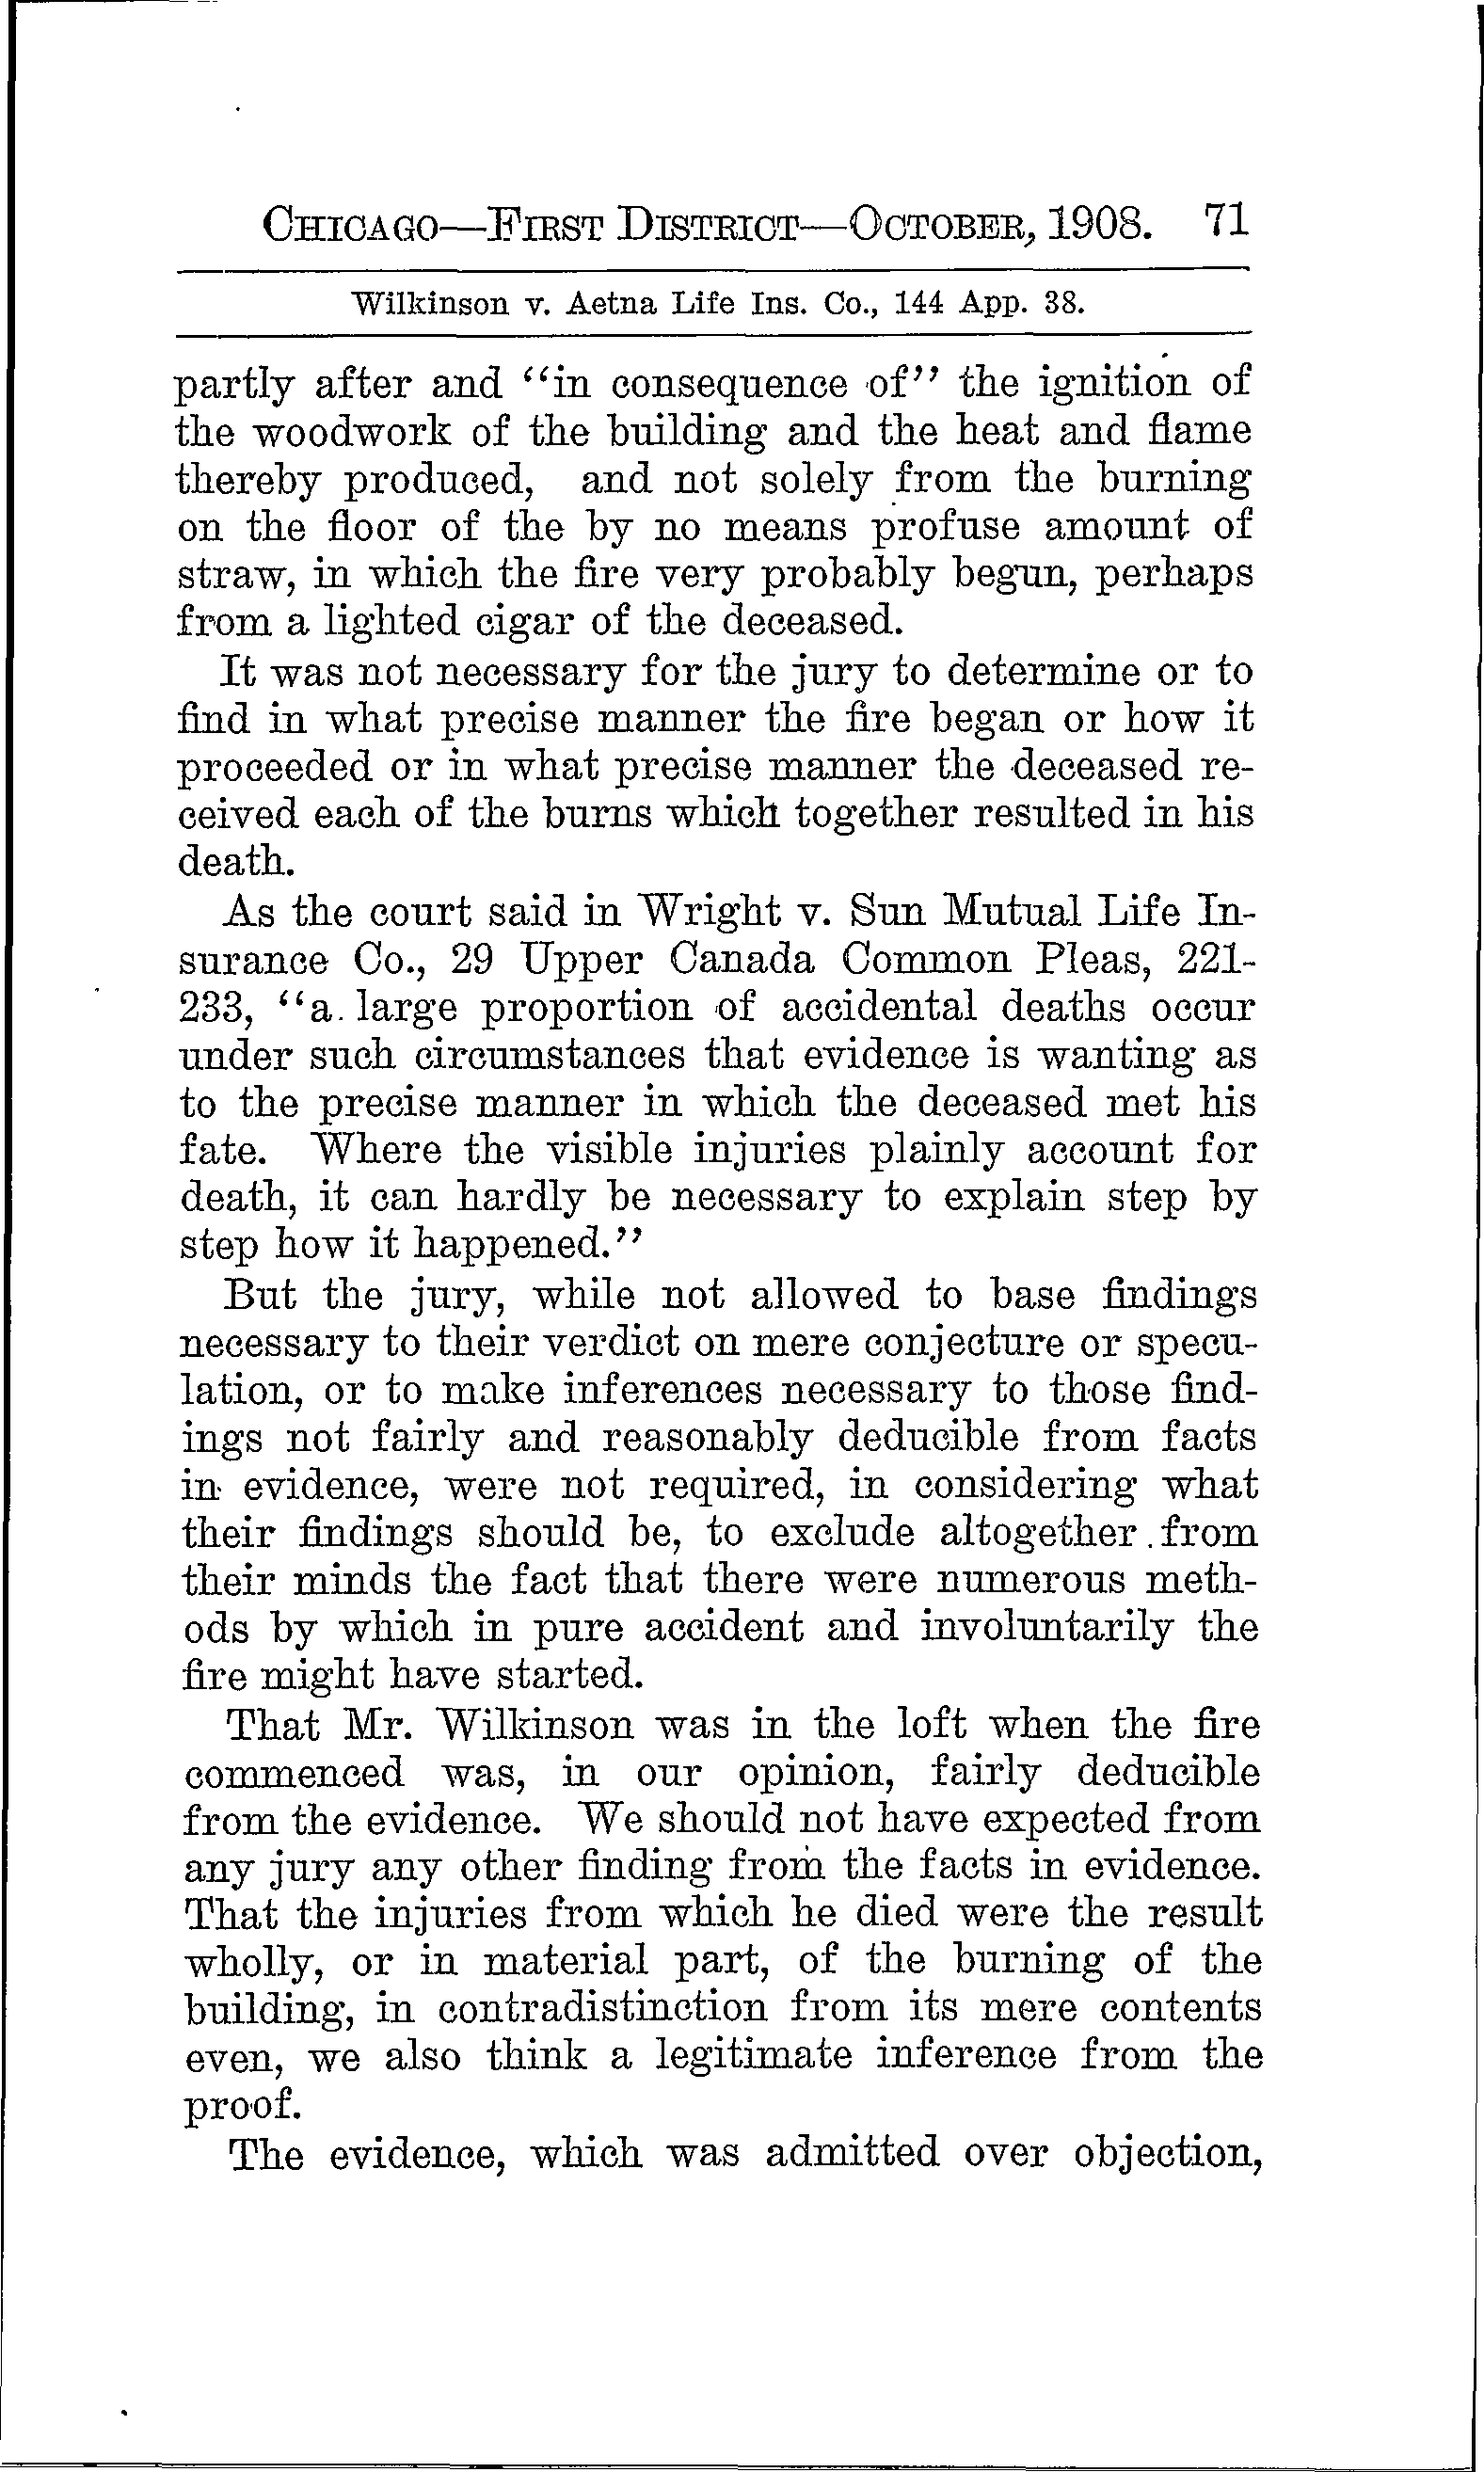 CHICAGO—FIRST DISTRICT—OCTOBER, 1908. 71
Wilkinson v. Aetna Life Ins. Co., 144 App. 38.
partly after and “in consequence of” the ignition of
the woodwork of the building and the heat and flame
thereby produced, and not solely from the burning
on the floor of the by no means profuse amount of
straw, in which the fire very probably begun, perhaps
from a lighted cigar of the deceased.
It was not necessary for the jury to determine or to
find in what precise manner the fire began or how it
proceeded or in what precise manner the deceased re-
ceived each of the burns which together resulted in his
death.
As the court said in Wright v. Sun Mutual Life In-
surance Co., 29 Upper Canada Common Pleas, 221-
233, “a large proportion of accidental deaths occur
under such circumstances that evidence is wanting as
to the precise manner in which the deceased met his
fate. Where the visible injuries plainly account for
death, it can hardly be necessary to explain step by
step how it happened.”
But the jury, while not allowed to base findings
necessary to their verdict on mere conjecture or specu-
lation, or to make inferences necessary to those find-
ings not fairly and reasonably deducible from facts
in evidence, were not required, in considering what
their findings should be, to exclude altogether from
their minds the fact that there were numerous meth-
ods by which in pure accident and involuntarily the
fire might have started.
That Mr. Wilkinson was in the loft when the fire
commenced was, in our opinion, fairly deducible
from the evidence. We should not have expected from
any jury any other finding from the facts in evidence.
That the injuries from which he died were the result
wholly, or in material part, of the burning of the
building, in contradistinction from its mere contents
even, we also think a legitimate inference from the
proof.
The evidence, which was admitted over objection,